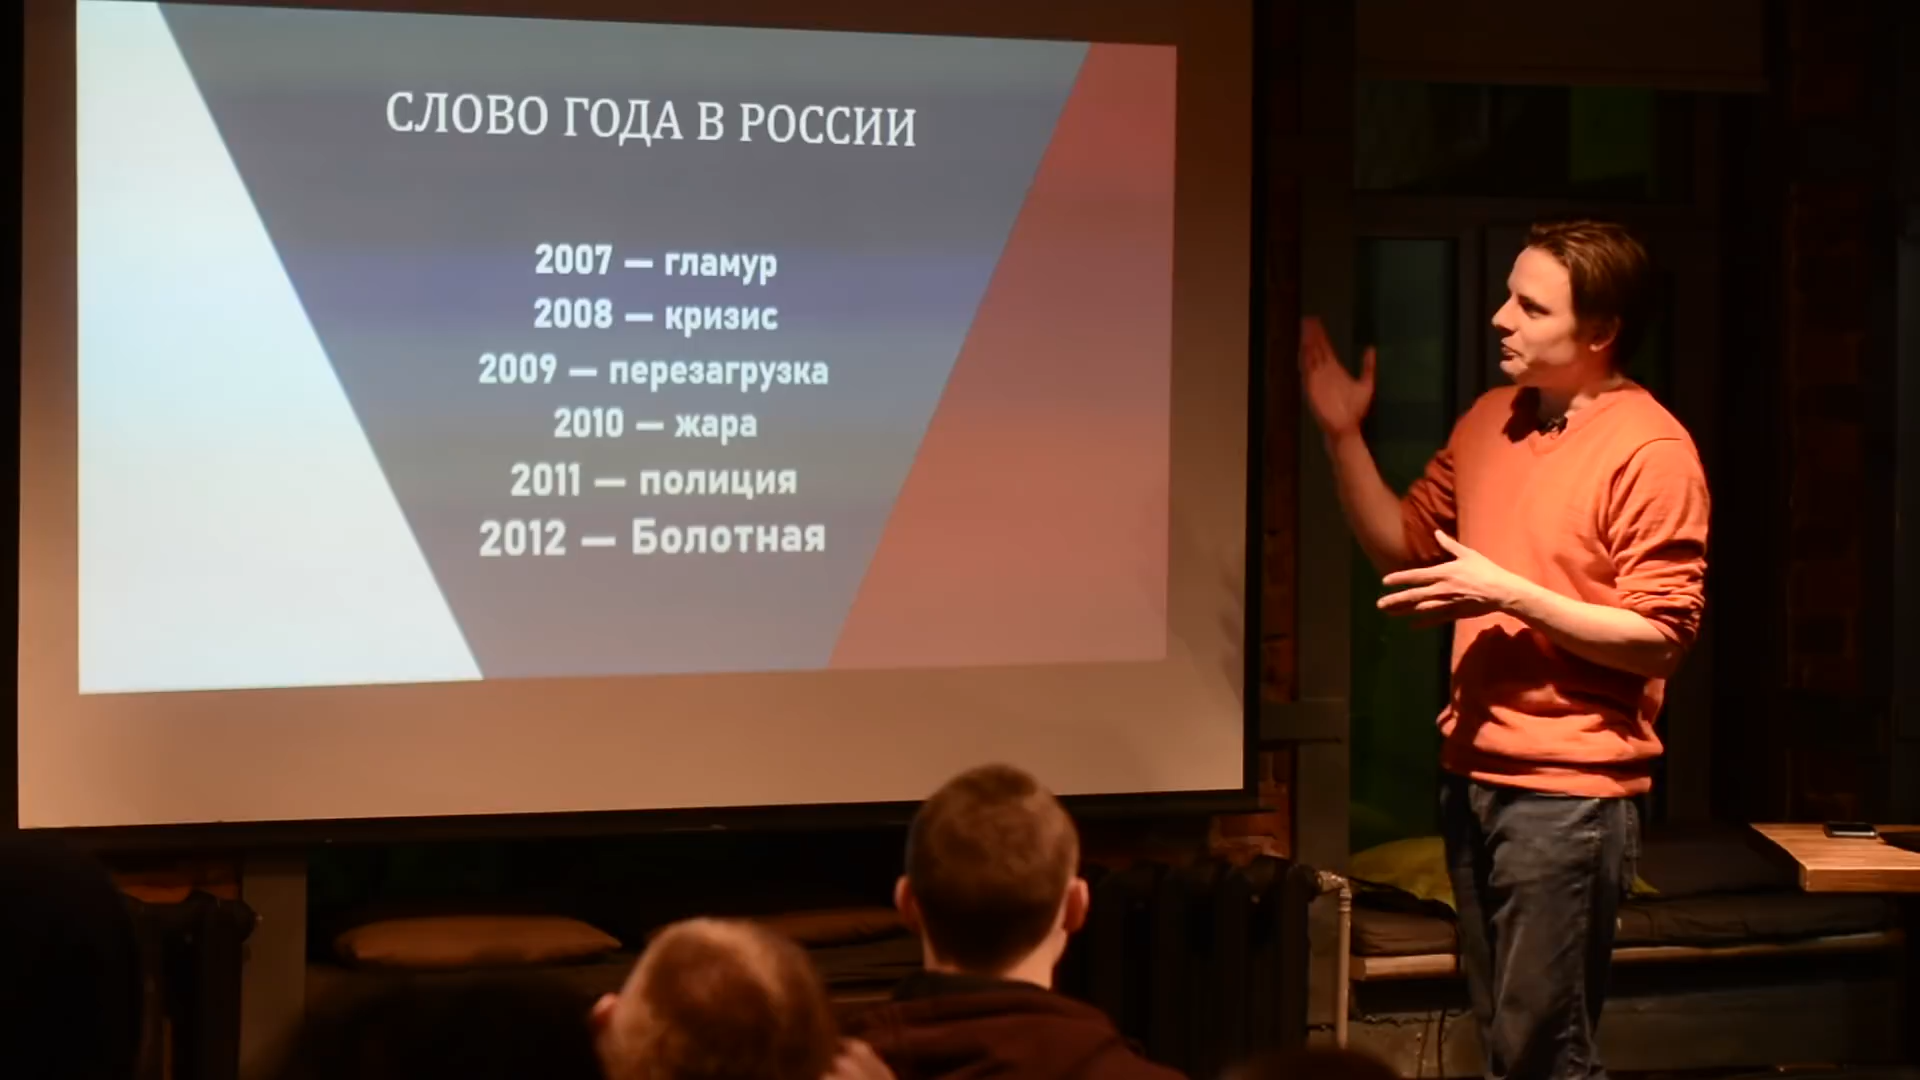 СЛОВО ГОДА В РОССИИ
2007 — гламур
2008 — кризис
2009 — перезагрузка
2010 — жара
2011 — полиция
2012 — Болотная